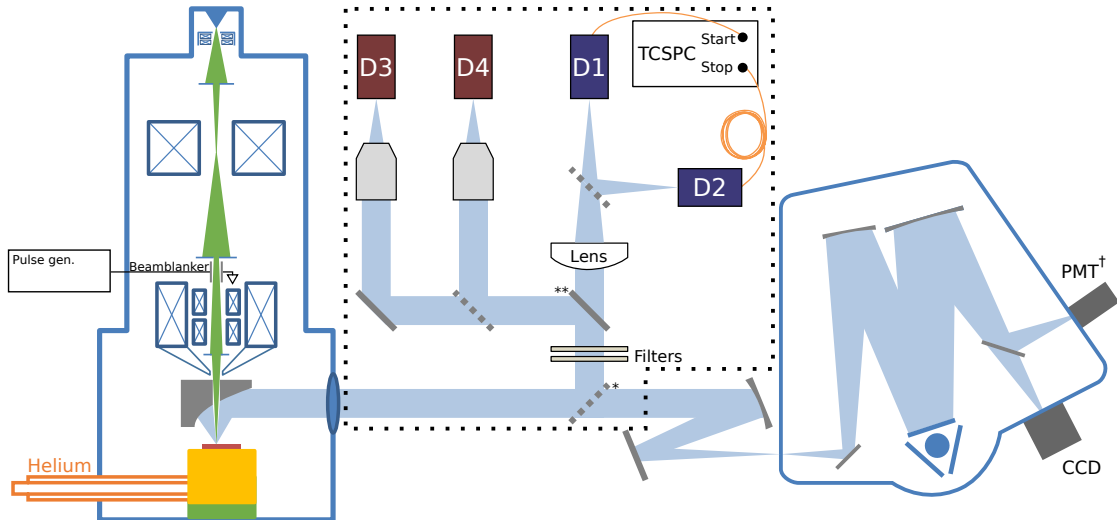 D3
D4
D1
TCSPC
Start
Stop
D2
Pulse gen.
Beamblanker
Lens
**
Filters
*
PMT†
CCD
Helium